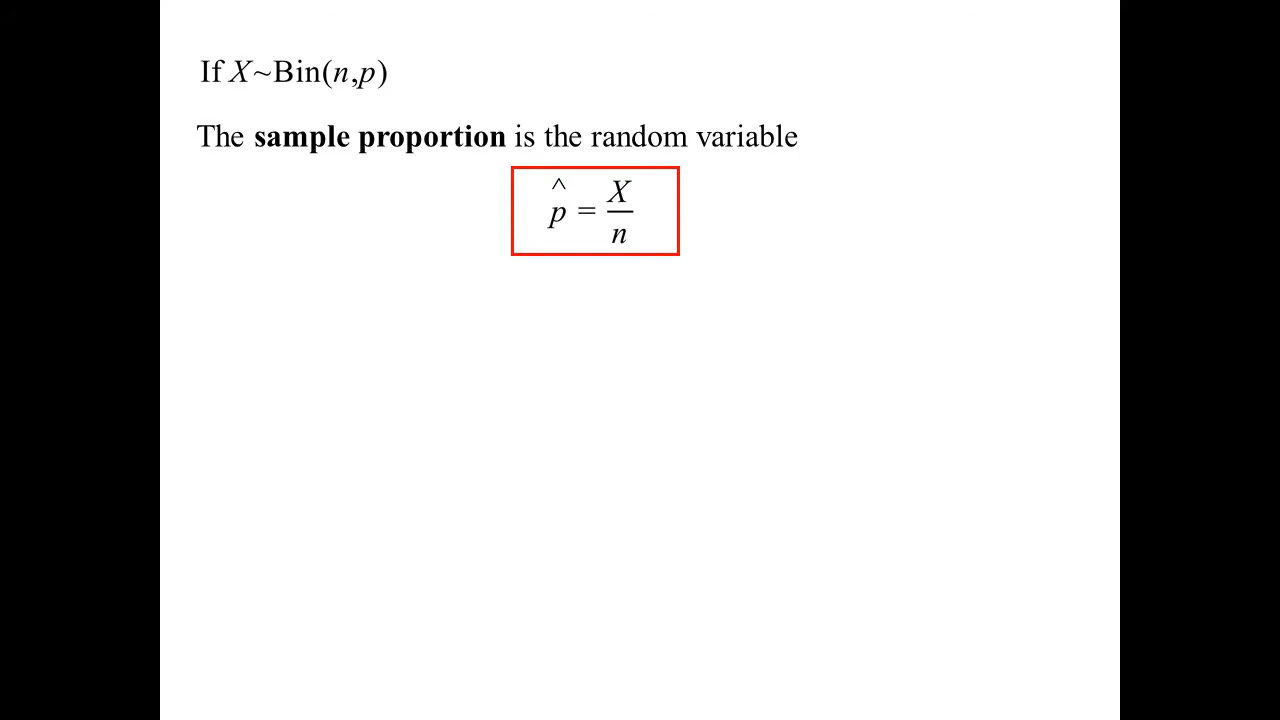 If X~Bin(n,p)
The sample proportion is the random variable
p̂ = X/n